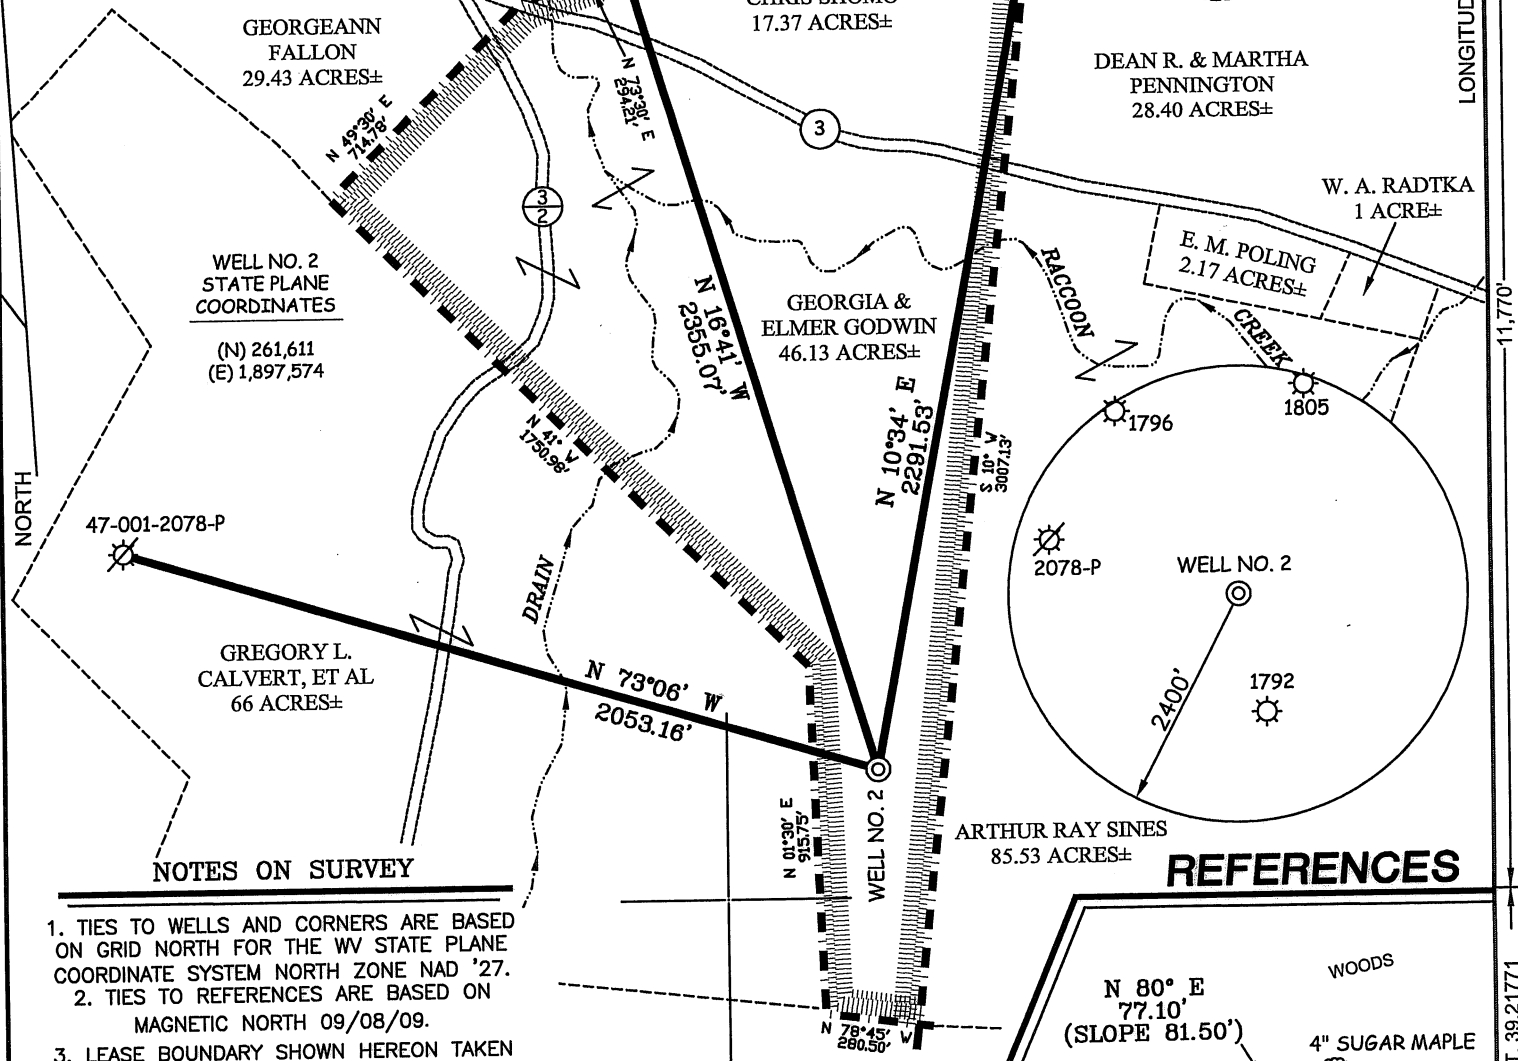 GEORGEANN
FALLON
29.43 ACRES±
17.37 ACRES±
DEAN R. & MARTHA
PENNINGTON
28.40 ACRES±
N 49°30' E
714.78'
N 73°30' E
294.21'
3
3
2
W. A. RADTKA
1 ACRE±
E. M. POLING
2.17 ACRES±
RACCOON
CREEK
WELL NO. 2
STATE PLANE
COORDINATES
(N) 261,611
(E) 1,897,574
N 16°41' W
2355.07'
GEORGIA &
ELMER GODWIN
46.13 ACRES±
N 10°34' E
2291.53'
S 10° W
3007.13'
N 41° W
1750.98'
11,770'
NORTH
47-001-2078-P
DRAIN
GREGORY L.
CALVERT, ET AL
66 ACRES±
N 73°06' W
2053.16'
1805
1796
2078-P
WELL NO. 2
1792
2400'
WELL NO. 2
N 01°30' E
915.75'
ARTHUR RAY SINES
85.53 ACRES±
N 78°45' W
280.50'
NOTES ON SURVEY
1. TIES TO WELLS AND CORNERS ARE BASED
ON GRID NORTH FOR THE WV STATE PLANE
COORDINATE SYSTEM NORTH ZONE NAD '27.
2. TIES TO REFERENCES ARE BASED ON
MAGNETIC NORTH 09/08/09.
3. LEASE BOUNDARY SHOWN HEREON TAKEN
REFERENCES
WOODS
N 80° E
77.10'
(SLOPE 81.50')
4" SUGAR MAPLE
39.21771